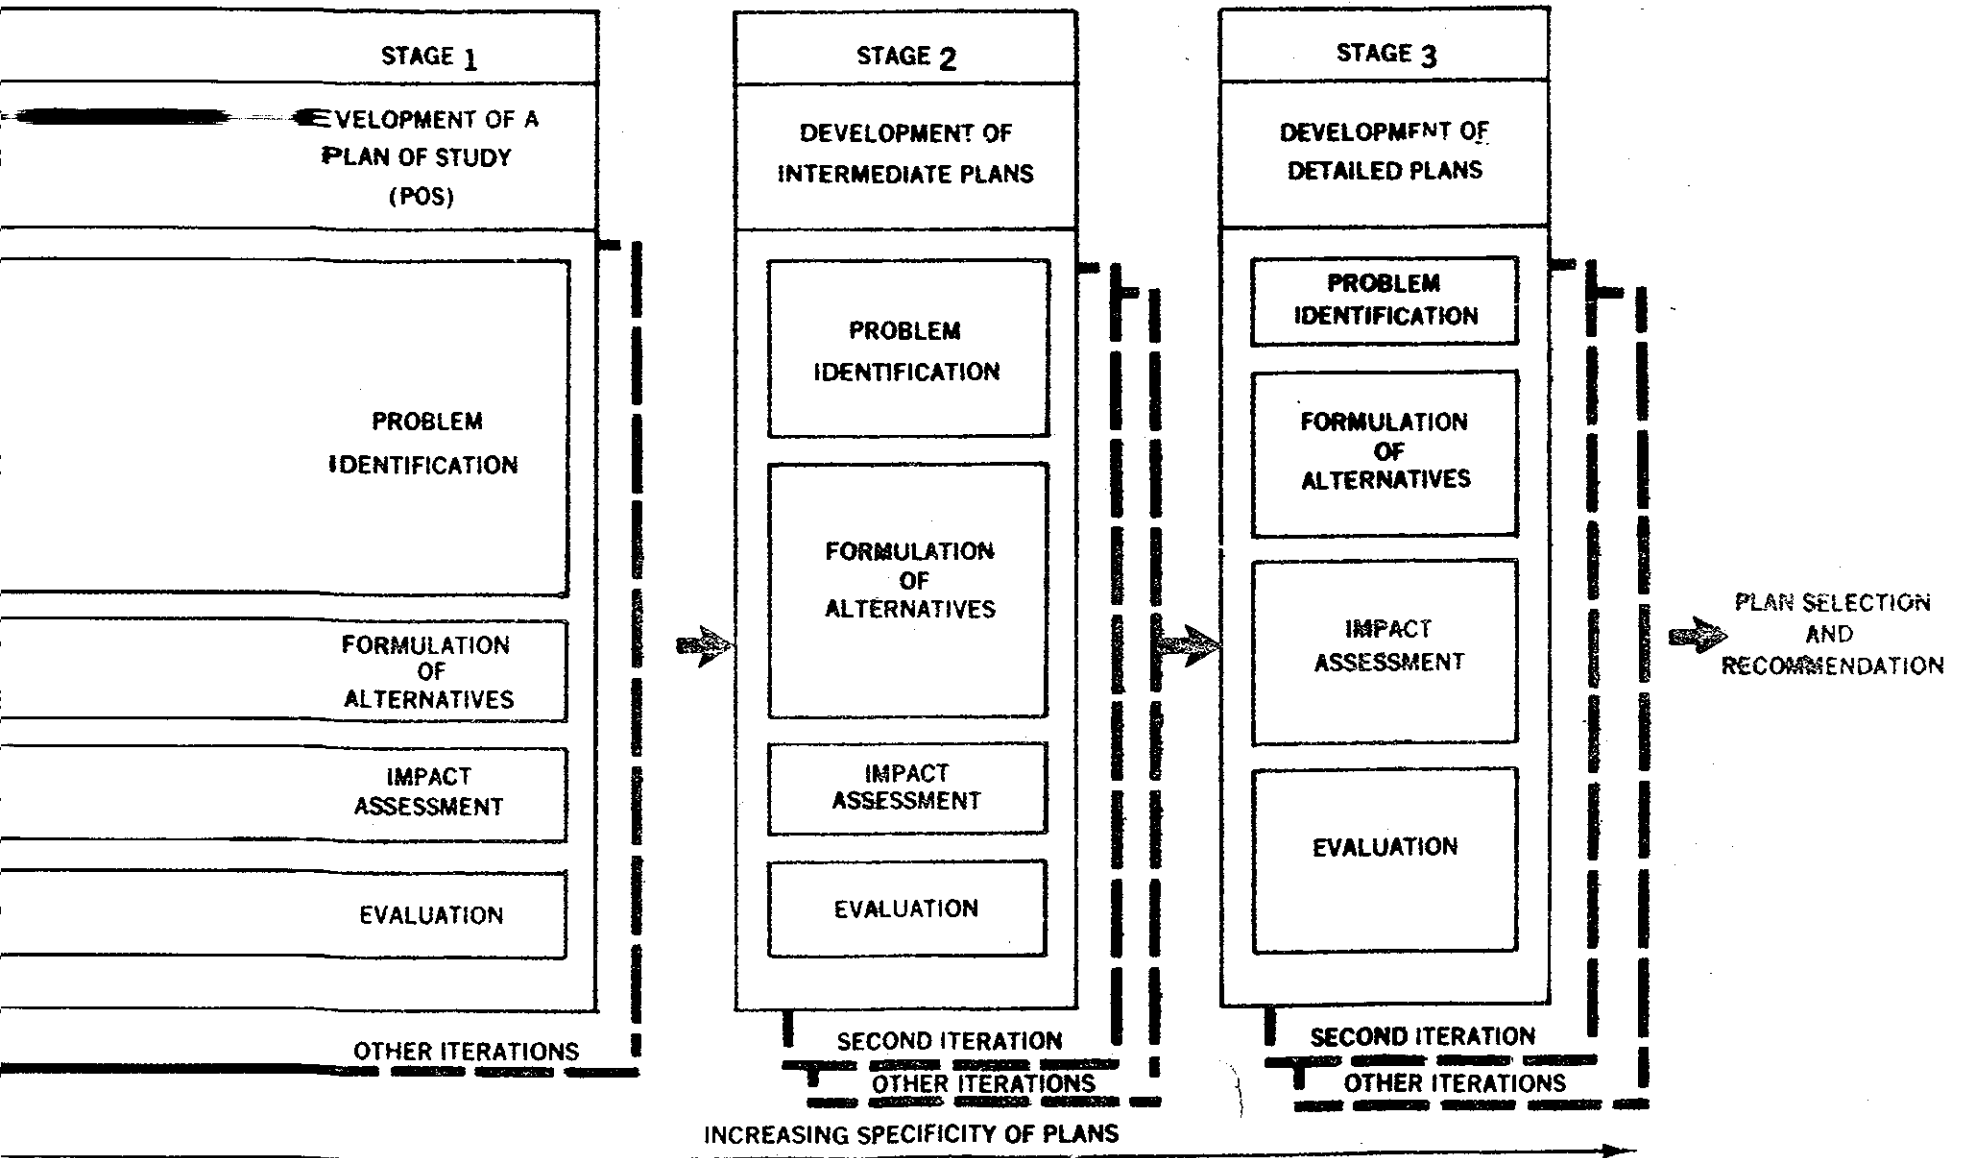 STAGE 1
EVELOPMENT OF A
PLAN OF STUDY
(POS)
PROBLEM
IDENTIFICATION
FORMULATION
OF
ALTERNATIVES
IMPACT
ASSESSMENT
EVALUATION
OTHER ITERATIONS
STAGE 2
DEVELOPMENT OF
INTERMEDIATE PLANS
PROBLEM
IDENTIFICATION
FORMULATION
OF
ALTERNATIVES
IMPACT
ASSESSMENT
EVALUATION
SECOND ITERATION
OTHER ITERATIONS
STAGE 3
DEVELOPMENT OF
DETAILED PLANS
PROBLEM
IDENTIFICATION
FORMULATION
OF
ALTERNATIVES
IMPACT
ASSESSMENT
EVALUATION
SECOND ITERATION
OTHER ITERATIONS
PLAN SELECTION
AND
RECOMMENDATION
INCREASING SPECIFICITY OF PLANS